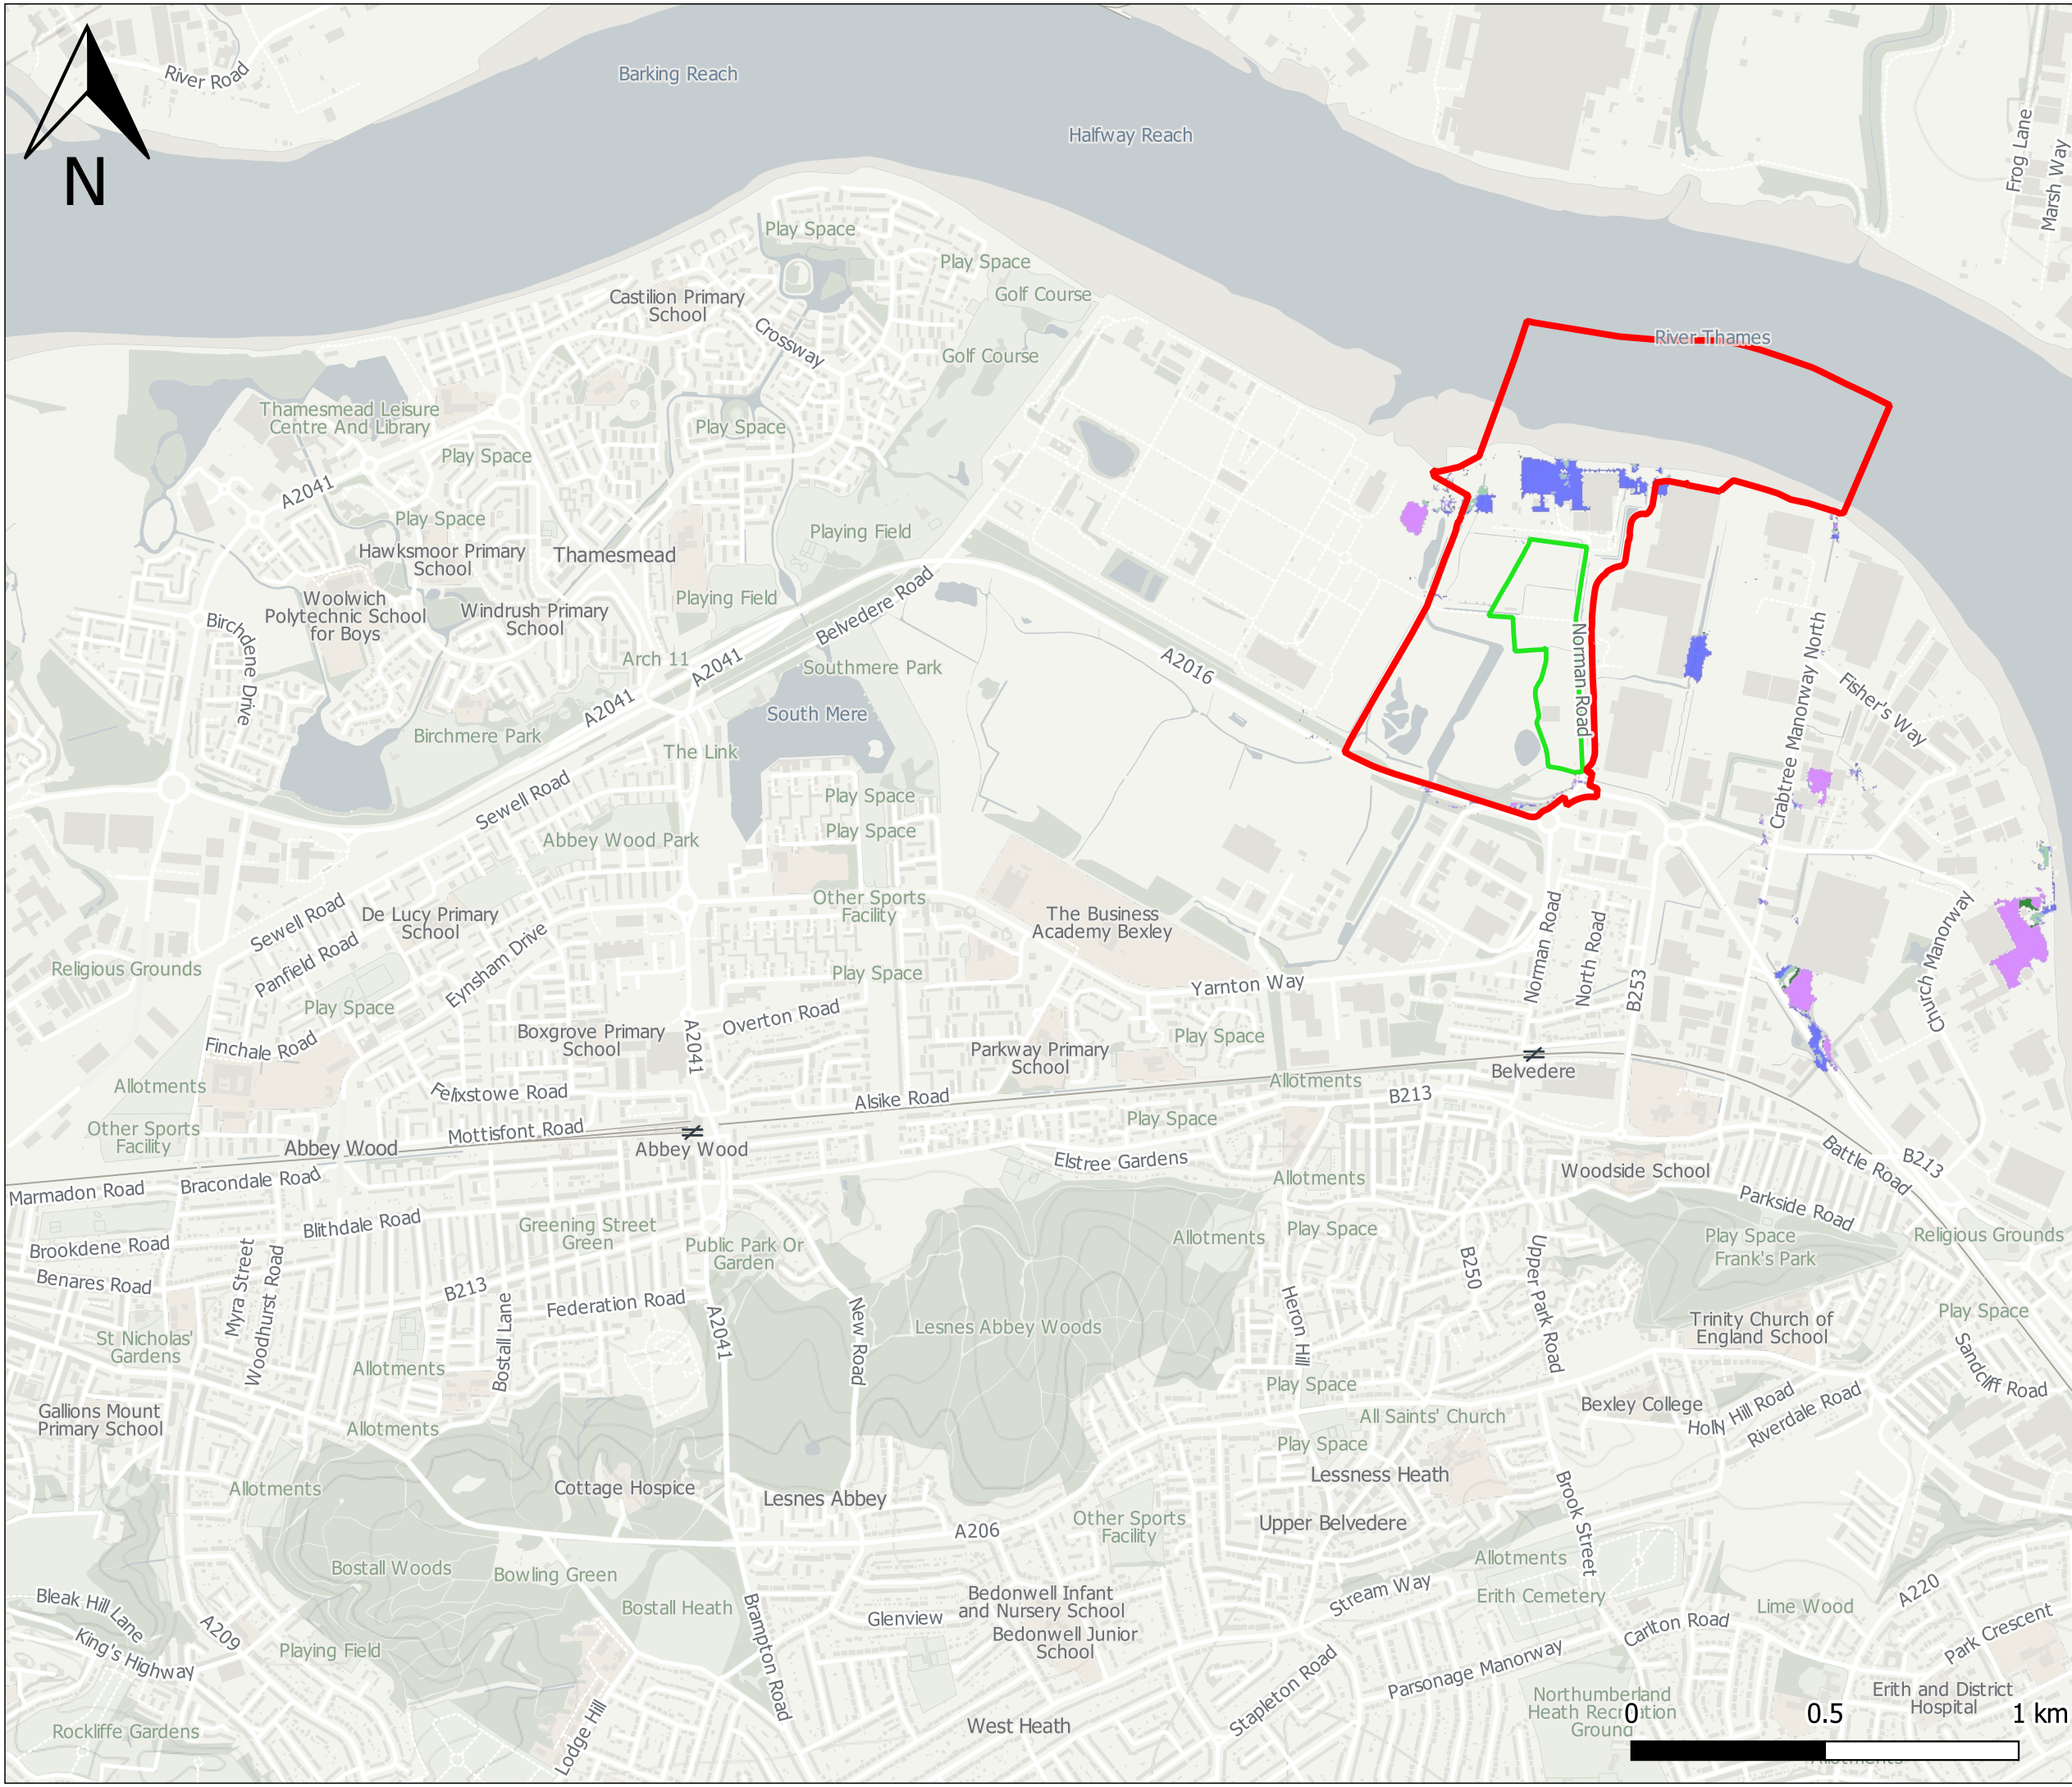 River Road
Barking Reach
Halfway Reach
Frog Lane
Marsh Way
N
Play Space
Play Space
Golf Course
Castilion Primary
School
Crossway
River Thames
Golf Course
Thamesmead Leisure
Centre And Library
Play Space
Play Space
A2041
Play Space
Playing Field
Hawksmoor Primary
School
Thamesmead
Woolwich
Polytechnic School
for Boys
Windrush Primary
School
Playing Field
Belvedere Road
Birchdene Drive
Arch 11
A2041
Southmere Park
A2016
Norman Road
Crabtree Manorway North
Fisher's Way
A2041
South Mere
Birchmere Park
The Link
Sewell Road
Play Space
Play Space
Abbey Wood Park
Other Sports
Facility
The Business
Academy Bexley
Sewell Road
De Lucy Primary
School
Panfield Road
Eynsham Drive
Religious Grounds
Play Space
Play Space
Yarnton Way
Norman Road
North Road
B253
Church Manorway
Overton Road
Boxgrove Primary
School
A2041
Finchale Road
Play Space
Parkway Primary
School
Belvedere
Allotments
Allotments
Felixstowe Road
Alsike Road
B213
Other Sports
Facility
Mottisfont Road
Play Space
Abbey Wood
Abbey Wood
Elstree Gardens
Woodside School
Battle Road
B213
Marmadon Road
Bracondale Road
Allotments
Parkside Road
Blithdale Road
Greening Street
Green
Public Park Or
Garden
Allotments
Play Space
Play Space
Frank's Park
Religious Grounds
Brookdene Road
Benares Road
Myra Street
Woodhurst Road
B213
Bostall Lane
Federation Road
A2041
New Road
Lesnes Abbey Woods
Heron Hill
B250
Upper Park Road
Trinity Church of
England School
Play Space
Sandcliff Road
St Nicholas'
Gardens
Allotments
Play Space
Gallions Mount
Primary School
Allotments
All Saints' Church
Bexley College
Holly Hill Road
Riverdale Road
Play Space
Allotments
Cottage Hospice
Lesnes Abbey
Lessness Heath
Brook Street
A206
Other Sports
Facility
Upper Belvedere
Bostall Woods
Bowling Green
Allotments
Erith Cemetery
Stream Way
Bleak Hill Lane
King's Highway
A209
Bostall Heath
Brampton Road
Glenview
Bedonwell Infant
and Nursery School
Bedonwell Junior
School
Lime Wood
A220
Park Crescent
Carlton Road
Playing Field
Parsonage Manorway
Stapleton Road
Erith and District
Hospital
Northumberland
Heath Recreation
Ground
Rockliffe Gardens
Lodge Hill
West Heath
0 0.5 1 km
Allotments